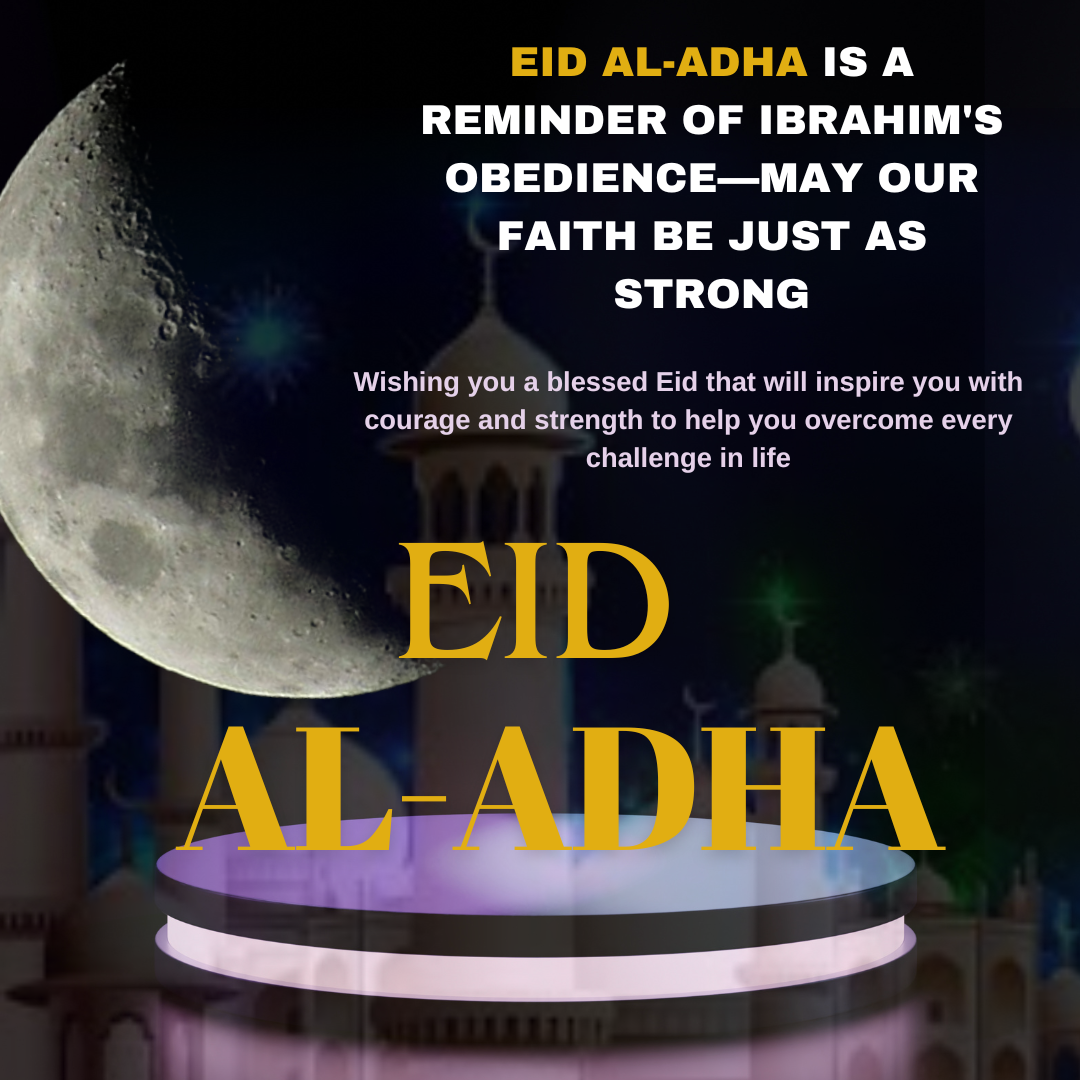 EID AL-ADHA IS A
REMINDER OF IBRAHIM'S
OBEDIENCE—MAY OUR
FAITH BE JUST AS
STRONG
Wishing you a blessed Eid that will inspire you with
courage and strength to help you overcome every
challenge in life
EID
AL-ADHA